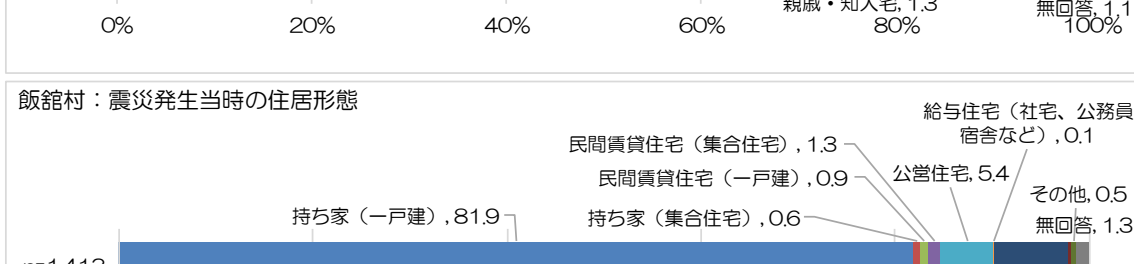 親戚・知人宅, 1.3
無回答, 1.1
0%
20%
40%
60%
80%
100%
飯舘村：震災発生当時の住居形態
給与住宅（社宅、公務員
宿舎など）, 0.1
民間賃貸住宅（集合住宅）, 1.3
民間賃貸住宅（一戸建）, 0.9
公営住宅, 5.4
その他, 0.5
持ち家（一戸建）, 81.9
持ち家（集合住宅）, 0.6
無回答, 1.3
n=1,413